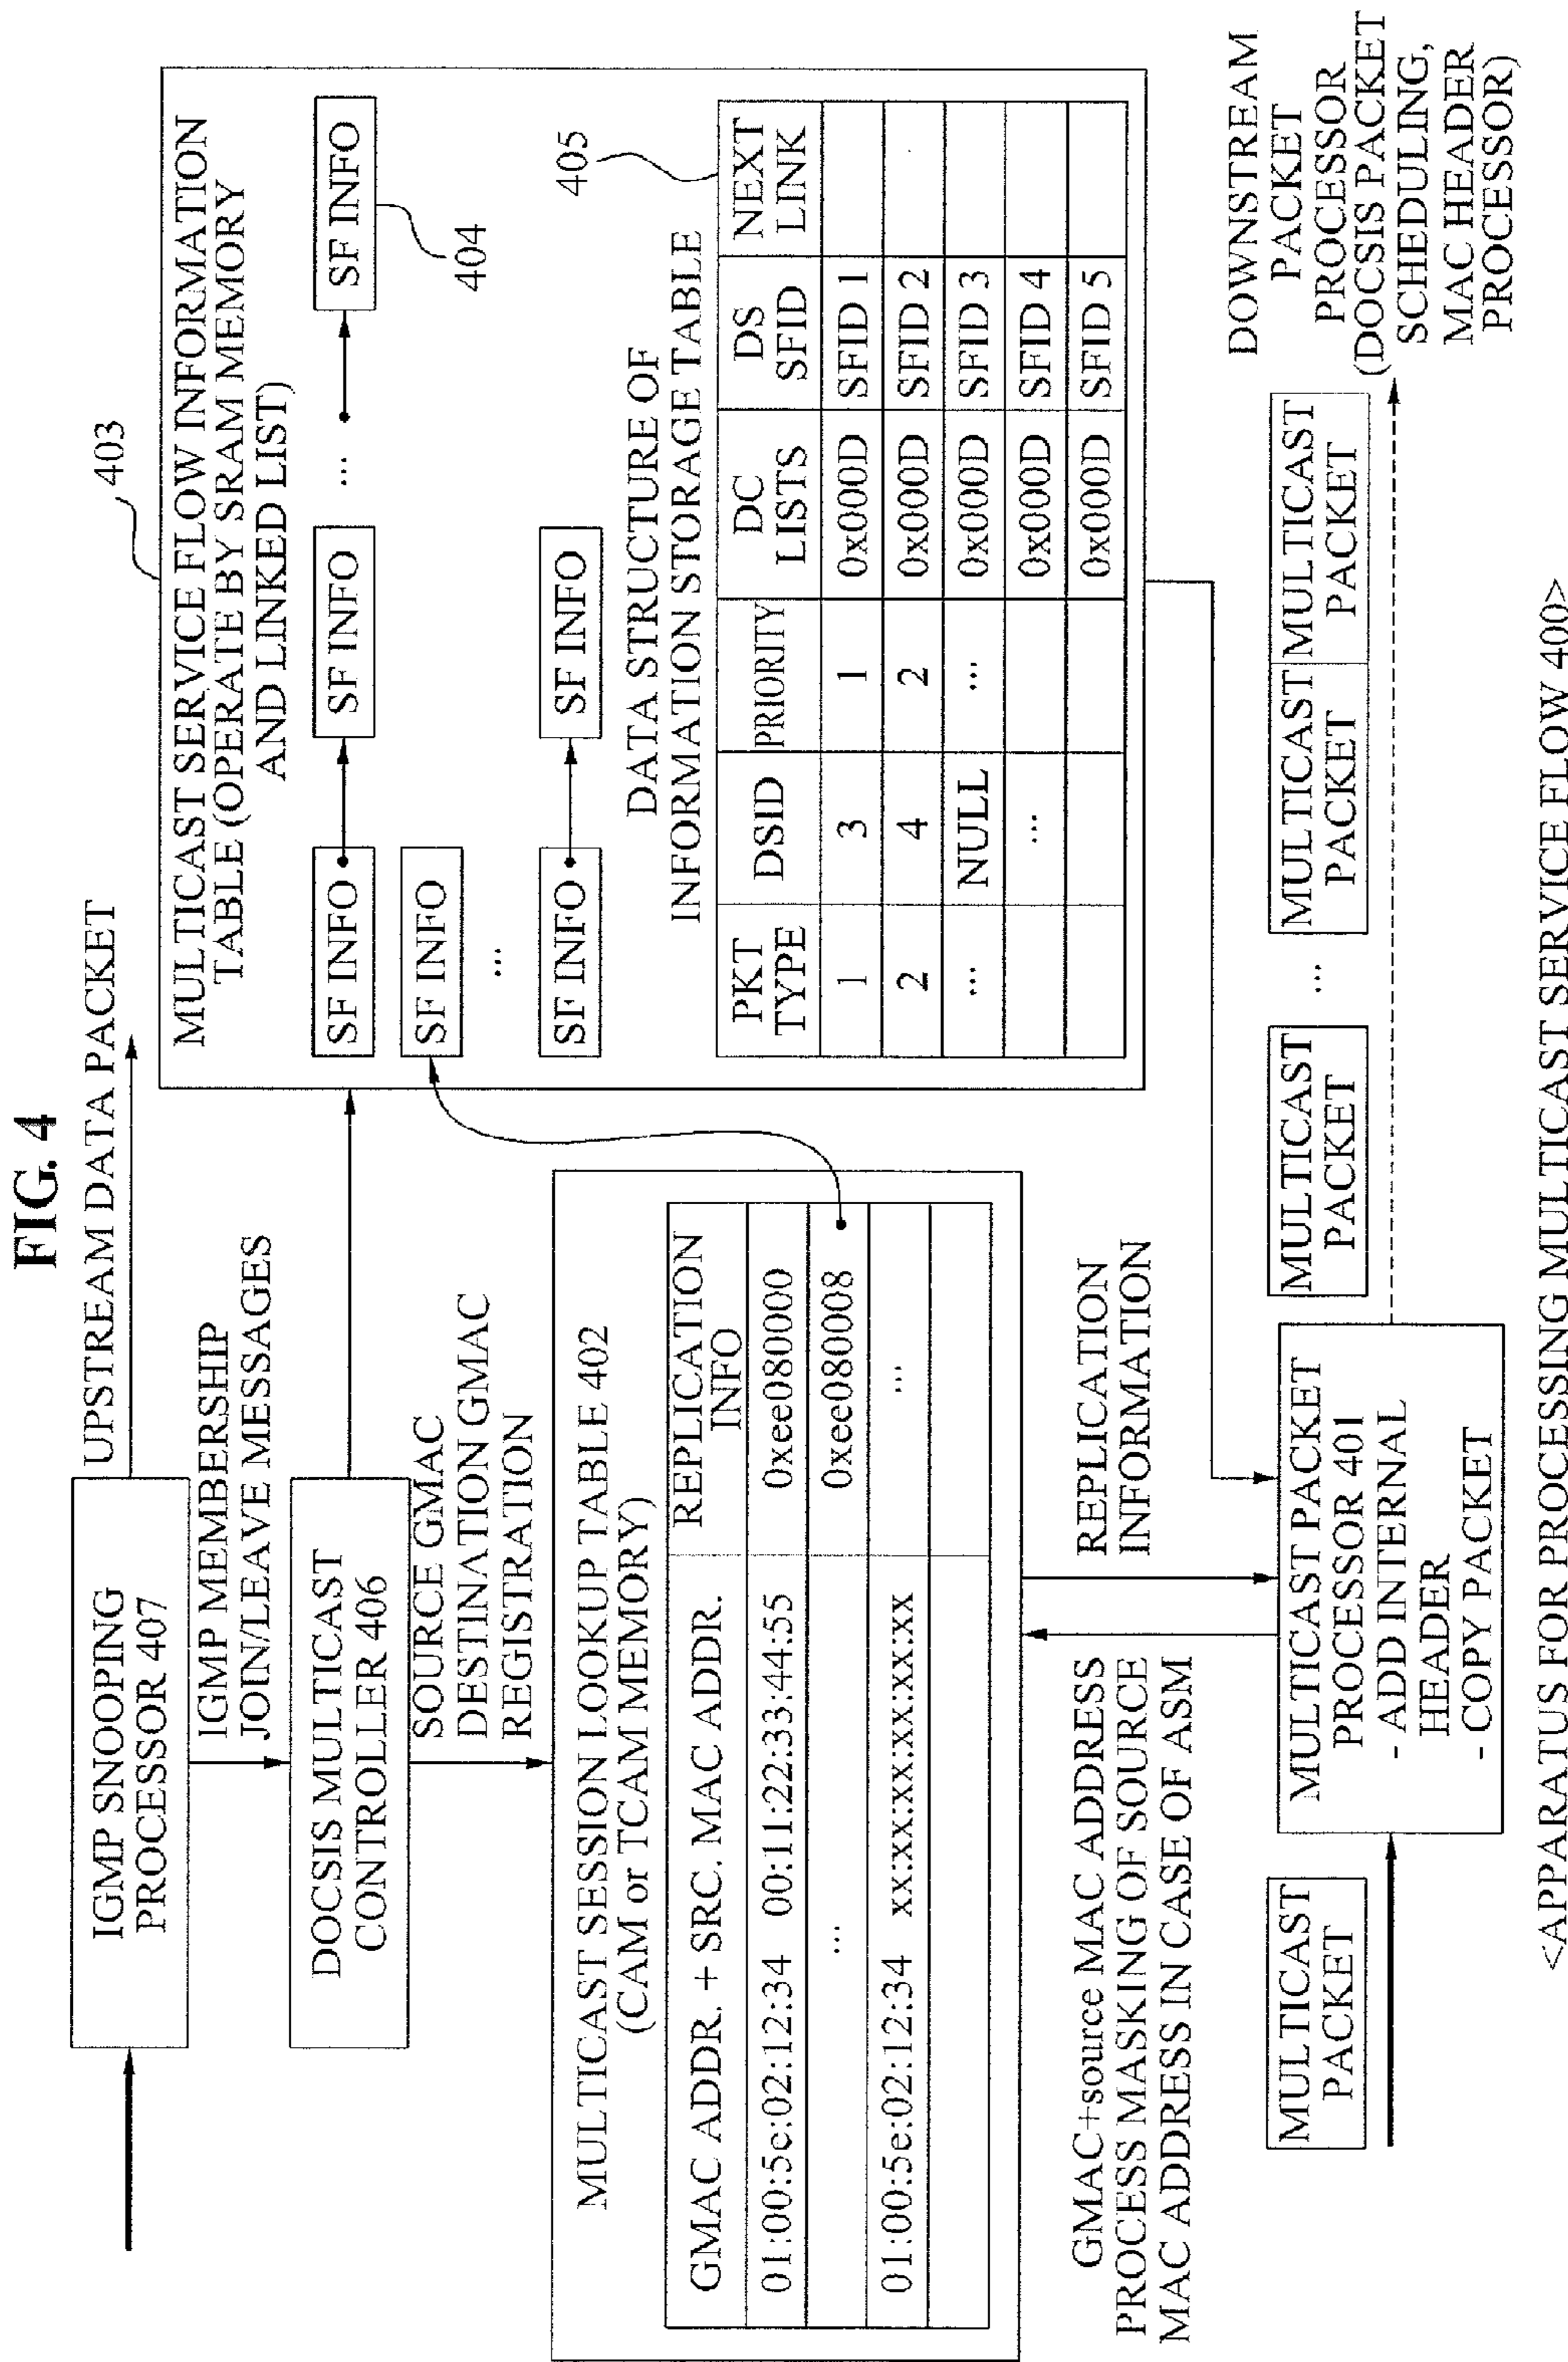 FIG. 4
UPSTREAM DATA PACKET
IGMP SNOOPING
PROCESSOR 407
IGMP MEMBERSHIP
JOIN/LEAVE MESSAGES
DOCSIS MULTICAST
CONTROLLER 406
SOURCE GMAC
DESTINATION GMAC
REGISTRATION
MULTICAST SESSION LOOKUP TABLE 402
(CAM or TCAM MEMORY)
GMAC ADDR. + SRC. MAC ADDR.
REPLICATION
INFO
01:00:5e:02:12:34 00:11:22:33:44:55
0xee080000
...
0xee080008
01:00:5e:02:12:34 xx:xx:xx:xx:xx:xx:xx
...
403
MULTICAST SERVICE FLOW INFORMATION
TABLE (OPERATE BY SRAM MEMORY
AND LINKED LIST)
SF INFO
SF INFO
...
SF INFO
404
SF INFO
...
SF INFO
SF INFO
DATA STRUCTURE OF
INFORMATION STORAGE TABLE
405
PKT
TYPE
DSID
PRIORITY
DC
LISTS
DS
SFID
NEXT
LINK
1 3 1 0x000D SFID 1
2 4 2 0x000D SFID 2
... NULL ... 0x000D SFID 3
... 0x000D SFID 4
0x000D SFID 5
GMAC+source MAC ADDRESS
PROCESS MASKING OF SOURCE
MAC ADDRESS IN CASE OF ASM
REPLICATION
INFORMATION
MULTICAST
PACKET
MULTICAST PACKET
PROCESSOR 401
- ADD INTERNAL
HEADER
- COPY PACKET
MULTICAST
PACKET
...
MULTICAST
PACKET
MULTICAST
PACKET
DOWNSTREAM
PACKET
PROCESSOR
(DOCSIS PACKET
SCHEDULING,
MAC HEADER
PROCESSOR)
<APPARATUS FOR PROCESSING MULTICAST SERVICE FLOW 400>